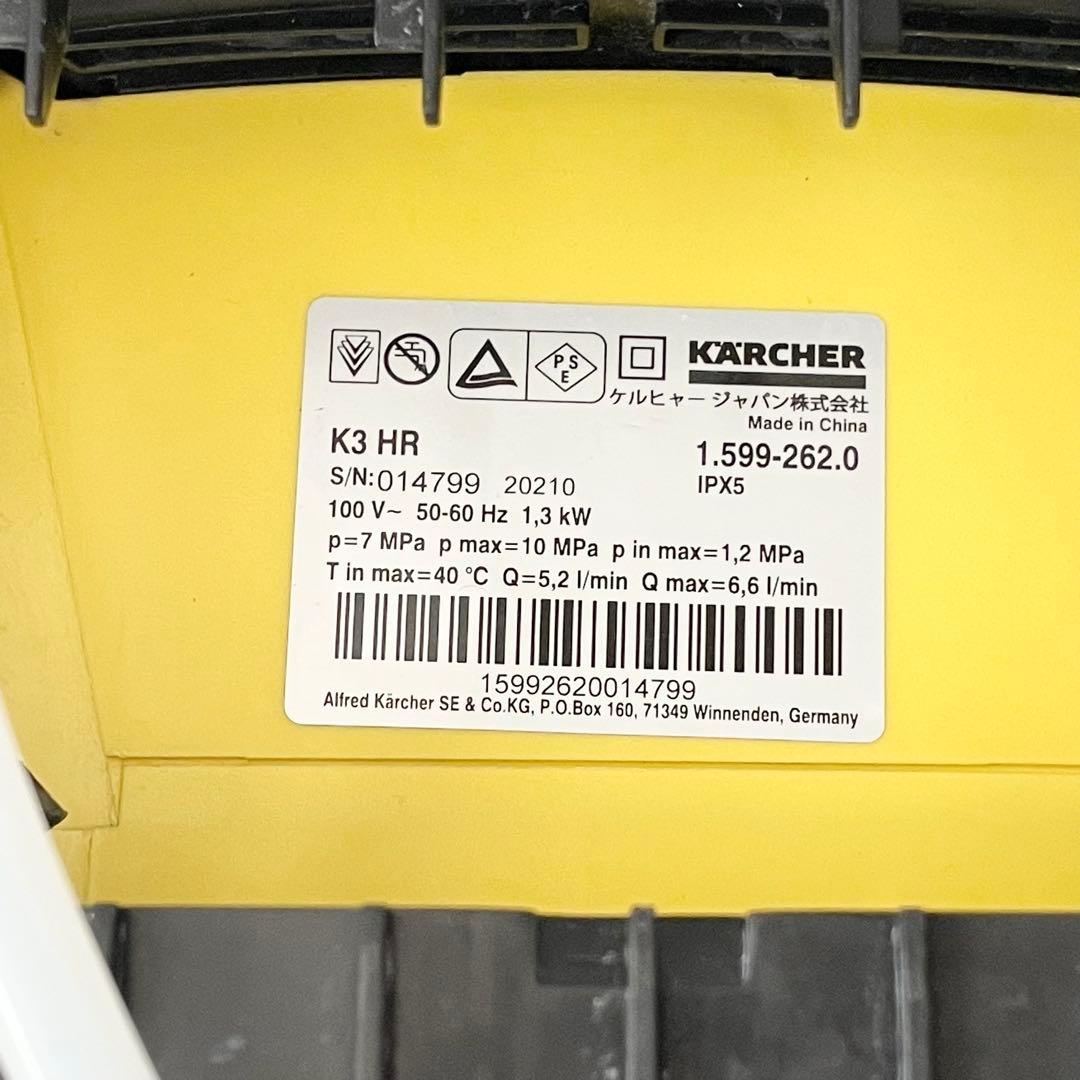 PSE
KÄRCHER
ケルヒャー ジャパン株式会社
Made in China
K3 HR
1.599-262.0
S/N:014799 20210
IPX5
100 V~ 50-60 Hz 1,3 kW
p=7 MPa p max=10 MPa p in max=1,2 MPa
T in max=40 °C Q=5,2 l/min Q max=6,6 l/min
15992620014799
Alfred Kärcher SE & Co.KG, P.O.Box 160, 71349 Winnenden, Germany